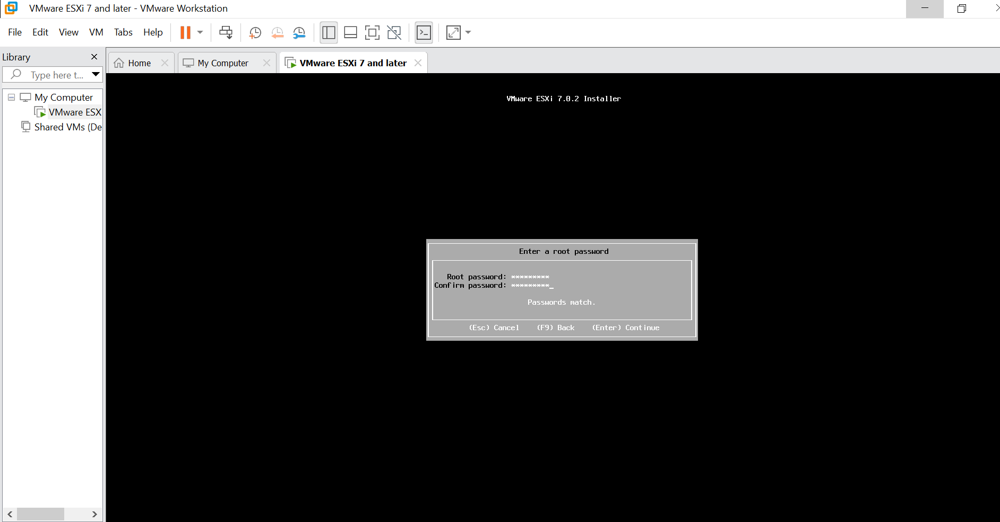 VMware ESXi 7 and later - VMware Workstation
File Edit View VM Tabs Help
Library
Type here t...
Home
My Computer
VMware ESXi 7 and later
My Computer
VMware ESX
Shared VMs (De
VMware ESXi 7.0.2 Installer
Enter a root password
Root password: *********
Confirm password: *********_
Passwords match.
(Esc) Cancel (F9) Back (Enter) Continue